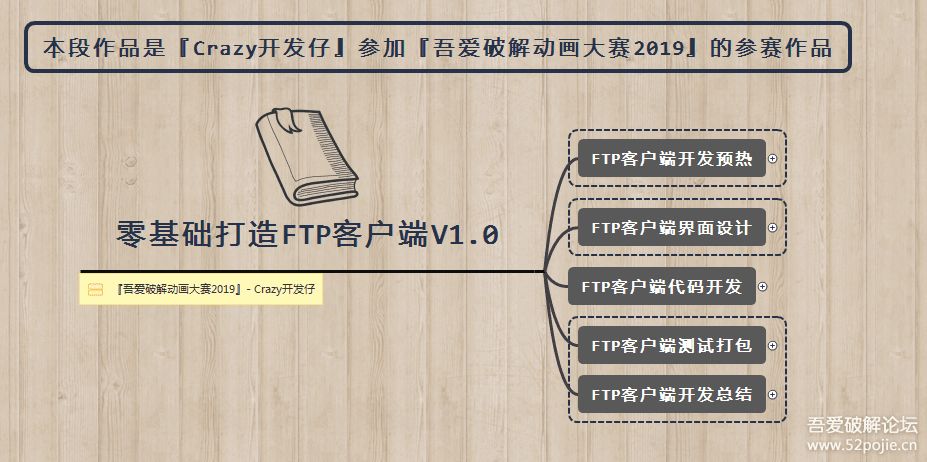 本段作品是『Crazy开发仔』参加『吾爱破解动画大赛2019』的参赛作品
零基础打造FTP客户端V1.0
『吾爱破解动画大赛2019』- Crazy开发仔
FTP客户端开发预热
FTP客户端界面设计
FTP客户端代码开发
FTP客户端测试打包
FTP客户端开发总结
吾爱破解论坛
www.52pojie.cn